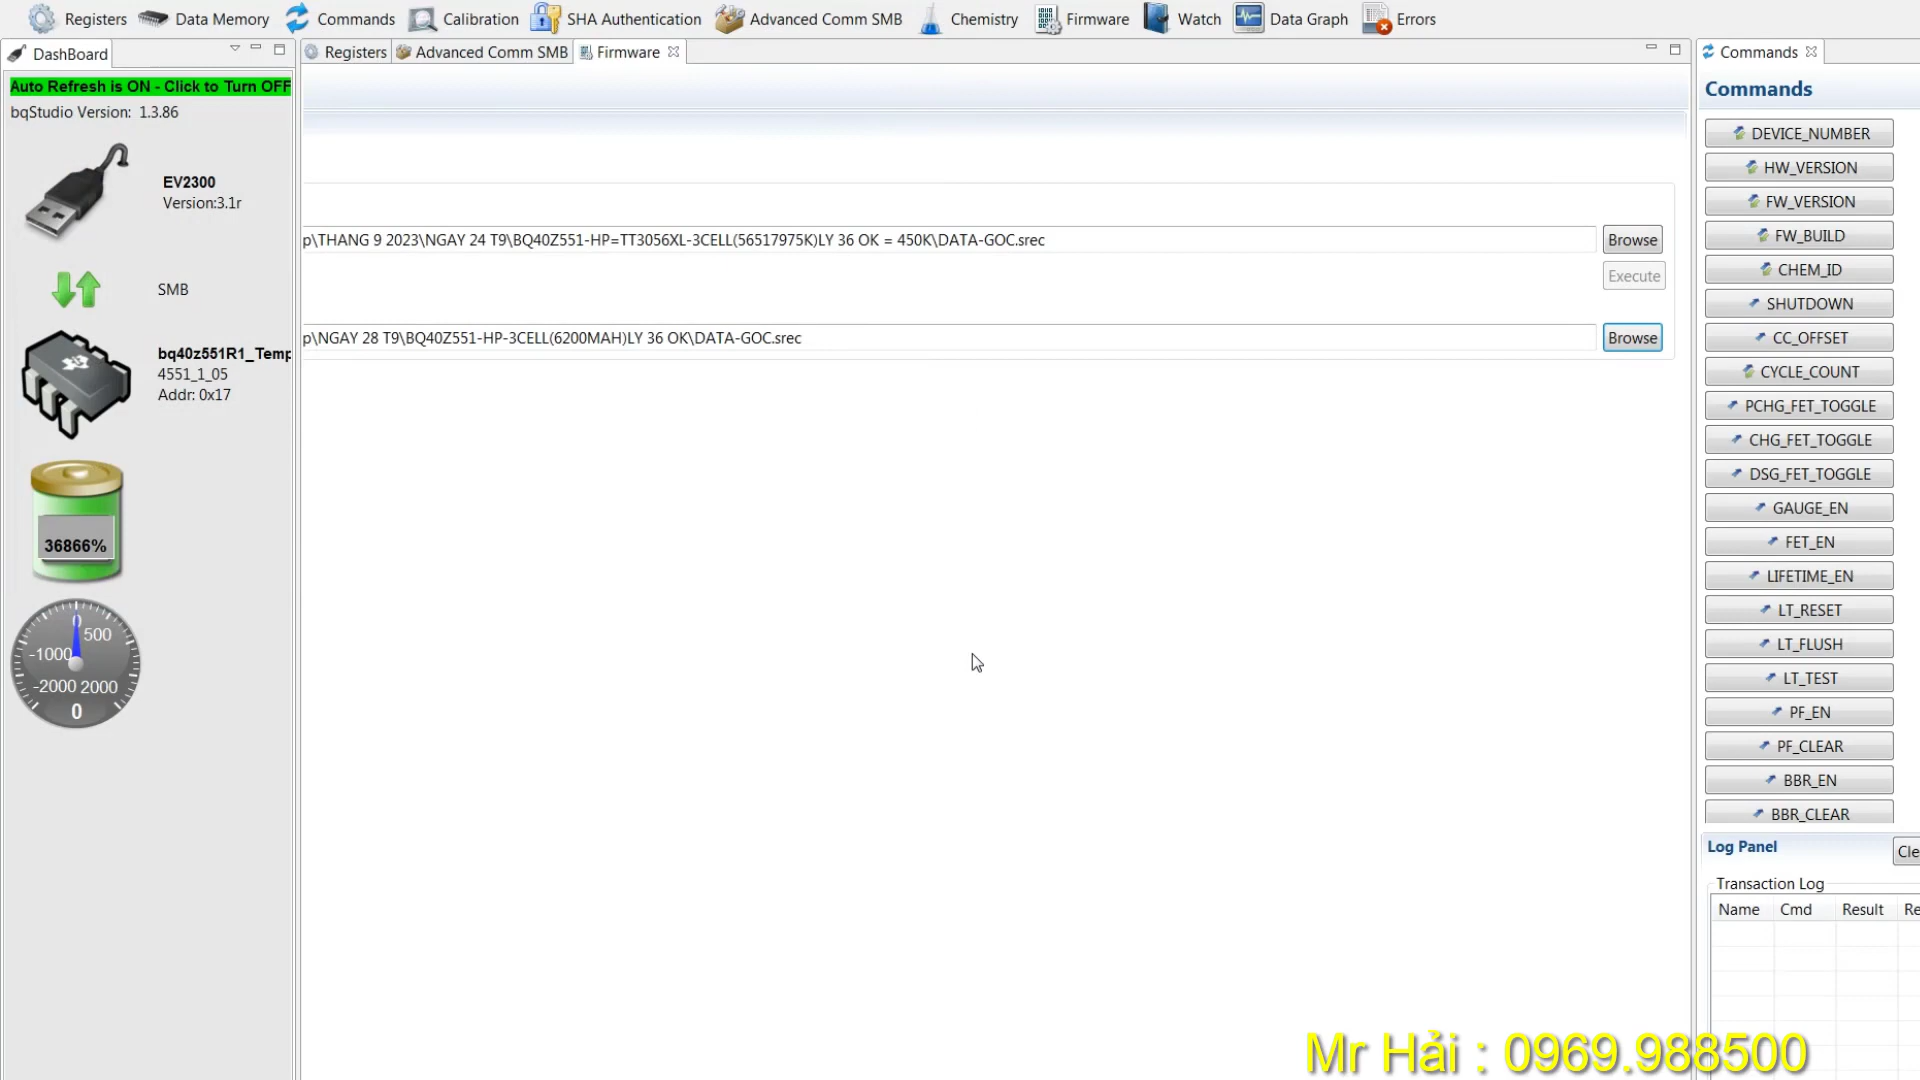 Registers Data Memory Commands Calibration SHA Authentication Advanced Comm SMB Chemistry Firmware Watch Data Graph Errors
DashBoard
Auto Refresh is ON - Click to Turn OFF
bqStudio Version: 1.3.86
EV2300
Version:3.1r
SMB
bq40z551R1_Temp
4551_1_05
Addr: 0x17
36866%
0
500
-1000
-2000 2000
0
Registers Advanced Comm SMB Firmware
p\THANG 9 2023\NGAY 24 T9\BQ40Z551-HP=TT3056XL-3CELL(56517975K)LY 36 OK = 450K\DATA-GOC.srec Browse
Execute
p\NGAY 28 T9\BQ40Z551-HP-3CELL(6200MAH)LY 36 OK\DATA-GOC.srec Browse
Commands
Commands
DEVICE_NUMBER
HW_VERSION
FW_VERSION
FW_BUILD
CHEM_ID
SHUTDOWN
CC_OFFSET
CYCLE_COUNT
PCHG_FET_TOGGLE
CHG_FET_TOGGLE
DSG_FET_TOGGLE
GAUGE_EN
FET_EN
LIFETIME_EN
LT_RESET
LT_FLUSH
LT_TEST
PF_EN
PF_CLEAR
BBR_EN
BBR_CLEAR
Log Panel Cle
Transaction Log
Name Cmd Result Re
Mr Hải : 0969.988500